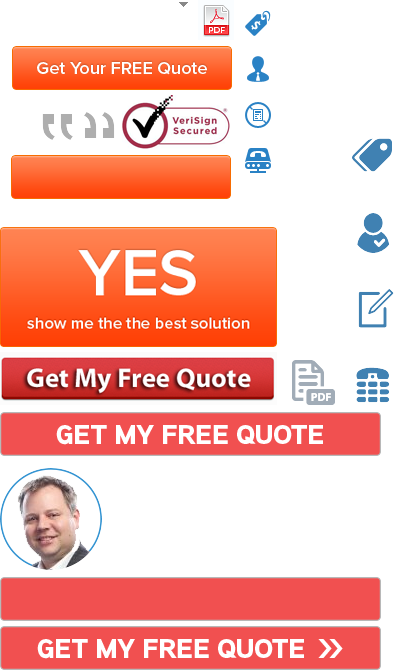 PDF
$
Get Your FREE Quote
““ ””
VeriSign®
Secured
YES
show me the the best solution
Get My Free Quote
PDF
GET MY FREE QUOTE
GET MY FREE QUOTE »